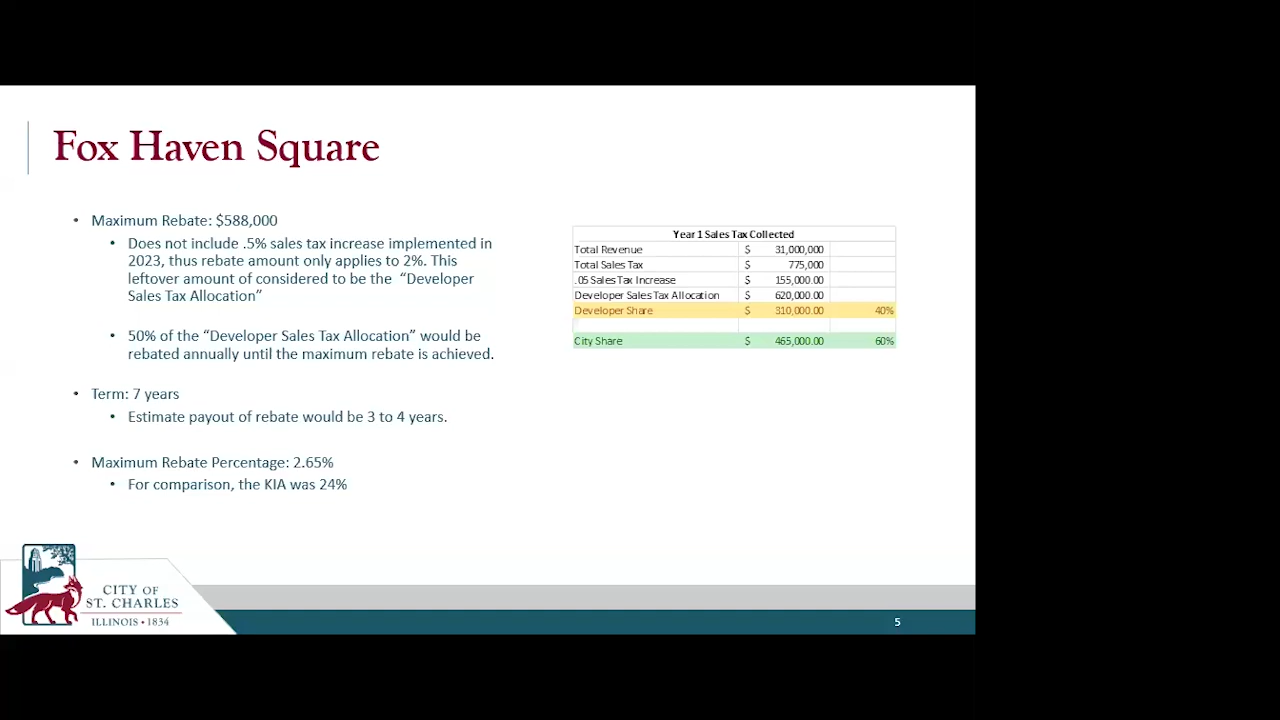 Fox Haven Square
• Maximum Rebate: $588,000
• Does not include .5% sales tax increase implemented in
2023, thus rebate amount only applies to 2%. This
leftover amount of considered to be the “Developer
Sales Tax Allocation”
• 50% of the “Developer Sales Tax Allocation” would be
rebated annually until the maximum rebate is achieved.
• Term: 7 years
• Estimate payout of rebate would be 3 to 4 years.
• Maximum Rebate Percentage: 2.65%
• For comparison, the KIA was 24%
Year 1 Sales Tax Collected
Total Revenue $ 31,000,000
Total Sales Tax $ 775,000
.05 Sales Tax Increase $ 155,000.00
Developer Sales Tax Allocation $ 620,000.00
Developer Share $ 310,000.00 40%
City Share $ 465,000.00 60%
CITY OF
ST. CHARLES
ILLINOIS • 1834
5